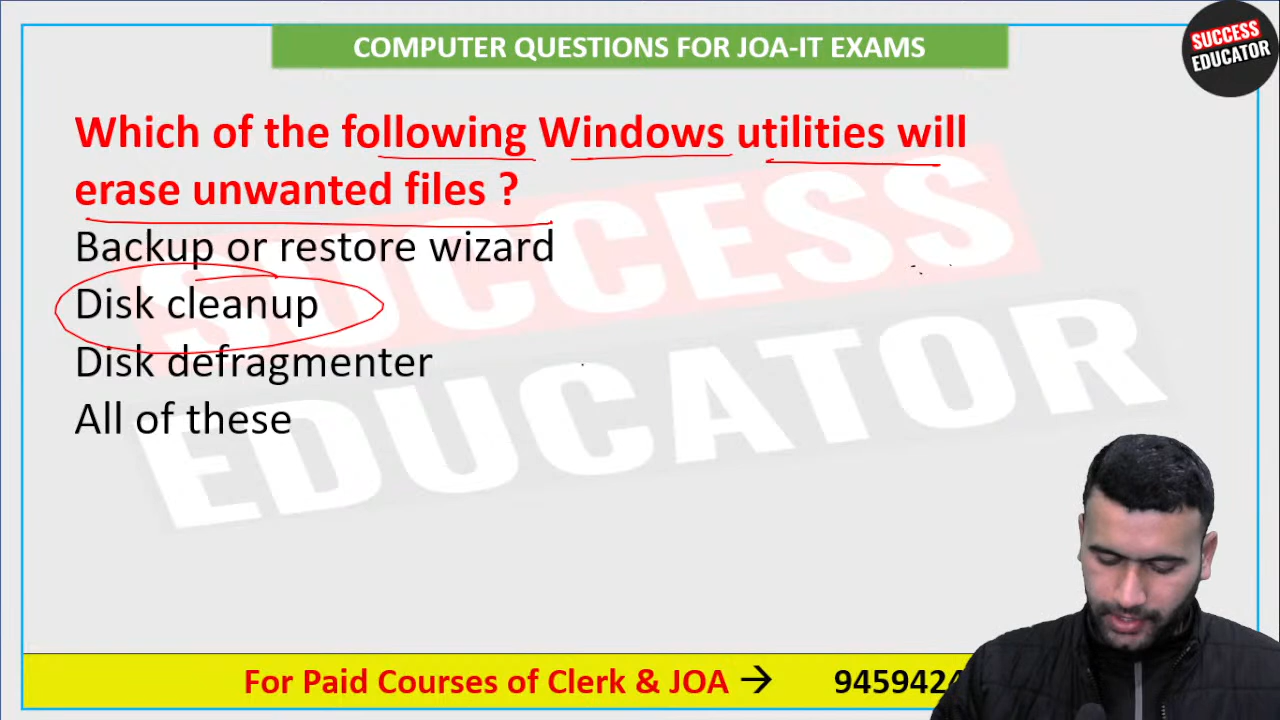 COMPUTER QUESTIONS FOR JOA-IT EXAMS
SUCCESS
EDUCATOR
Which of the following Windows utilities will
erase unwanted files ?
Backup or restore wizard
Disk cleanup
Disk defragmenter
All of these
SUCCESS
EDUCATOR
For Paid Courses of Clerk & JOA → 945942